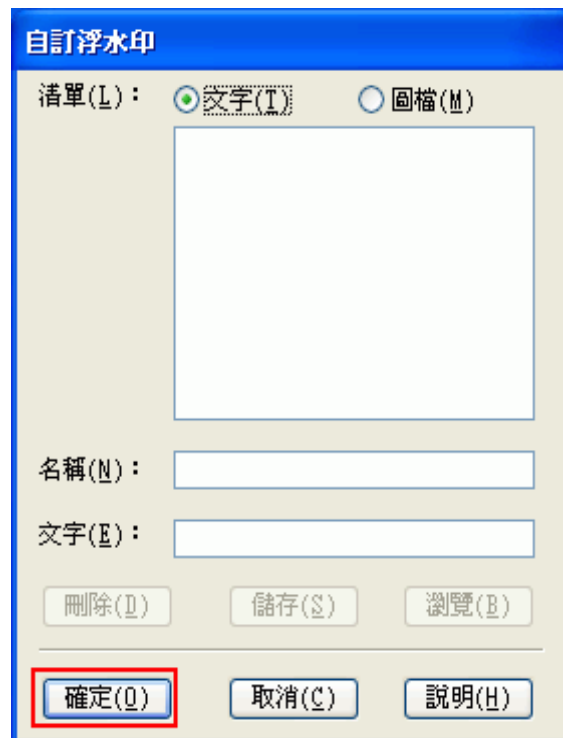 自訂浮水印
清單(L)： 文字(T) 圖檔(M)
名稱(N)：
文字(E)：
刪除(D) 儲存(S) 瀏覽(B)
確定(O) 取消(C) 說明(H)